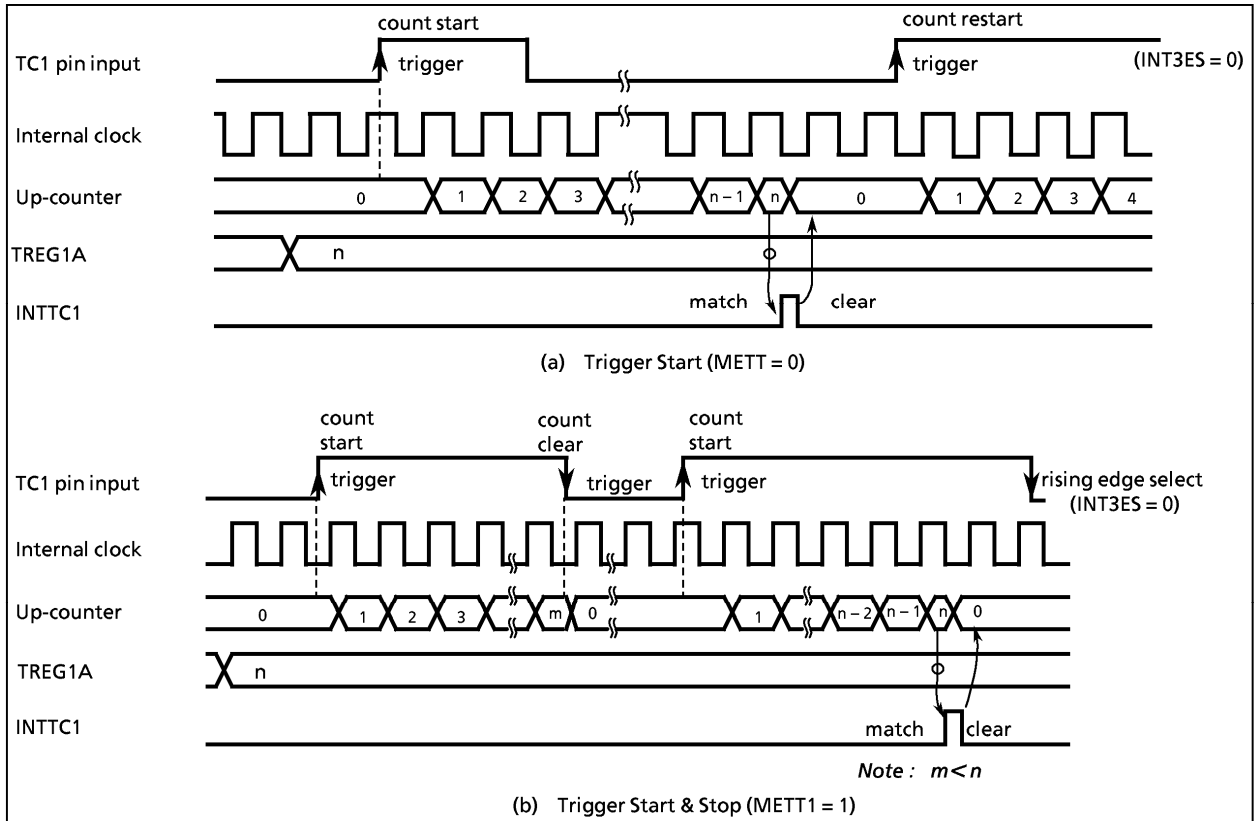 count start
count restart
TC1 pin input
trigger
trigger
(INT3ES = 0)
Internal clock
Up-counter
0
1
2
3
n – 1
n
0
1
2
3
4
TREG1A
n
INTTC1
match
clear
(a) Trigger Start (METT = 0)
count
start
count
clear
count
start
TC1 pin input
trigger
trigger
trigger
rising edge select
(INT3ES = 0)
Internal clock
Up-counter
0
1
2
3
m
0
1
n–2
n–1
n
0
TREG1A
n
INTTC1
match
clear
Note : m<n
(b) Trigger Start & Stop (METT1 = 1)